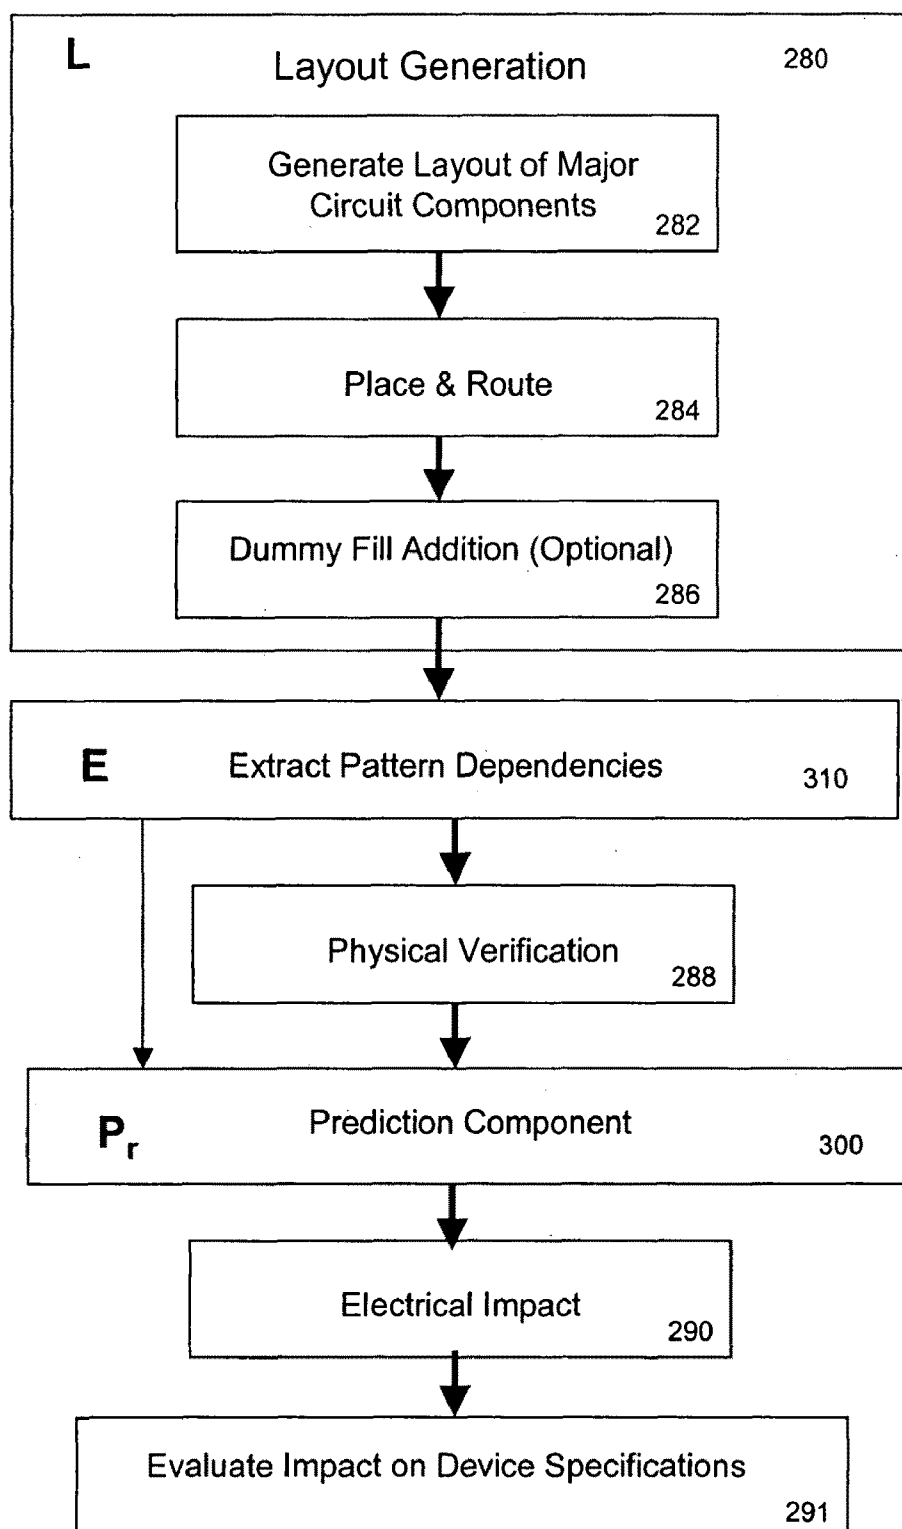 L Layout Generation 280
Generate Layout of Major
Circuit Components
282
Place & Route
284
Dummy Fill Addition (Optional)
286
E Extract Pattern Dependencies 310
Physical Verification
288
Pr Prediction Component 300
Electrical Impact
290
Evaluate Impact on Device Specifications
291